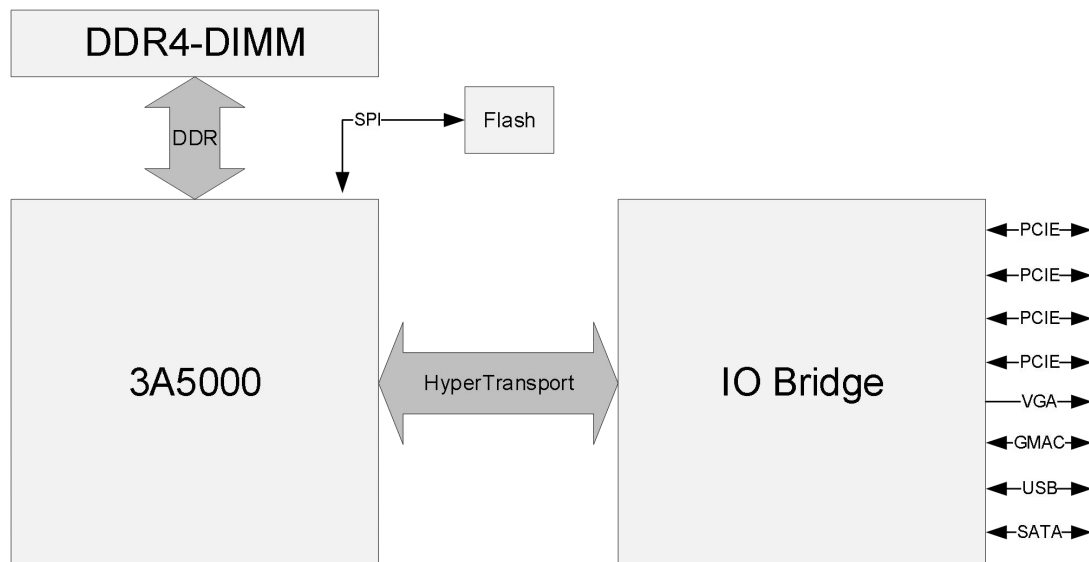 DDR4-DIMM
DDR
SPI
Flash
3A5000
HyperTransport
IO Bridge
PCIE
PCIE
PCIE
PCIE
VGA
GMAC
USB
SATA